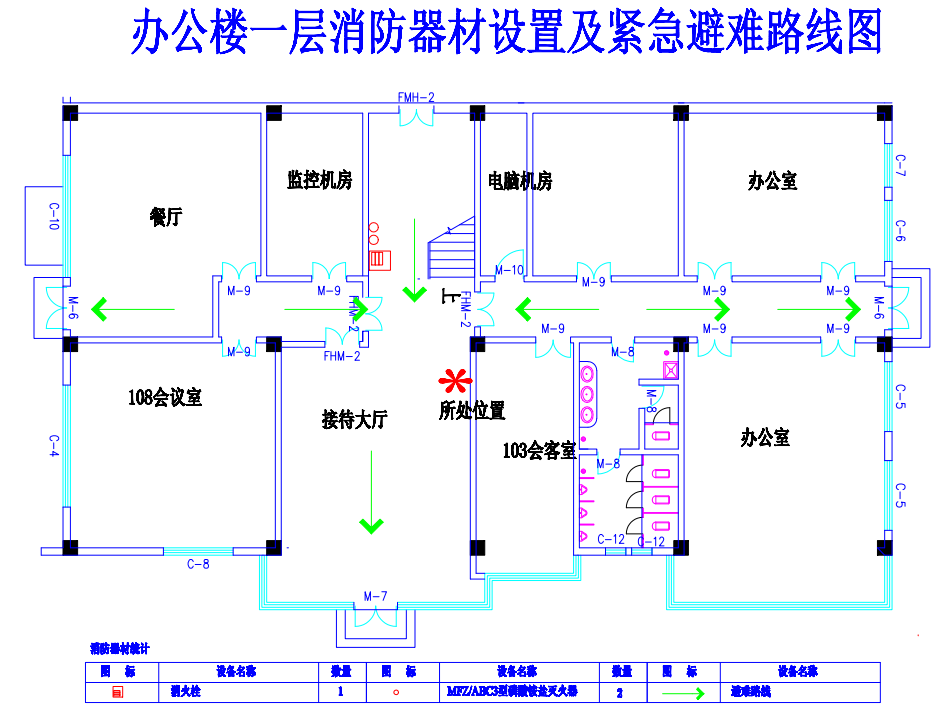 办公楼一层消防器材设置及紧急避难路线图
FMH-2
C-7
监控机房
电脑机房
办公室
餐厅
C-10
C-6
上
M-10
M-9
M-9
M-9
M-9
M-9
M-6
FHM-2
FHM-2
M-6
M-9
FHM-2
M-9
M-8
M-9
M-9
108会议室
接待大厅
所处位置
M-8
C-5
C-4
103会客室
办公室
M-8
C-5
C-12
C-12
C-8
M-7
消防器材统计
图 标 设备名称 数量 图 标 设备名称 数量 图 标 设备名称
消火栓 1 MFZ/ABC3型磷酸铵盐灭火器 2 避难路线